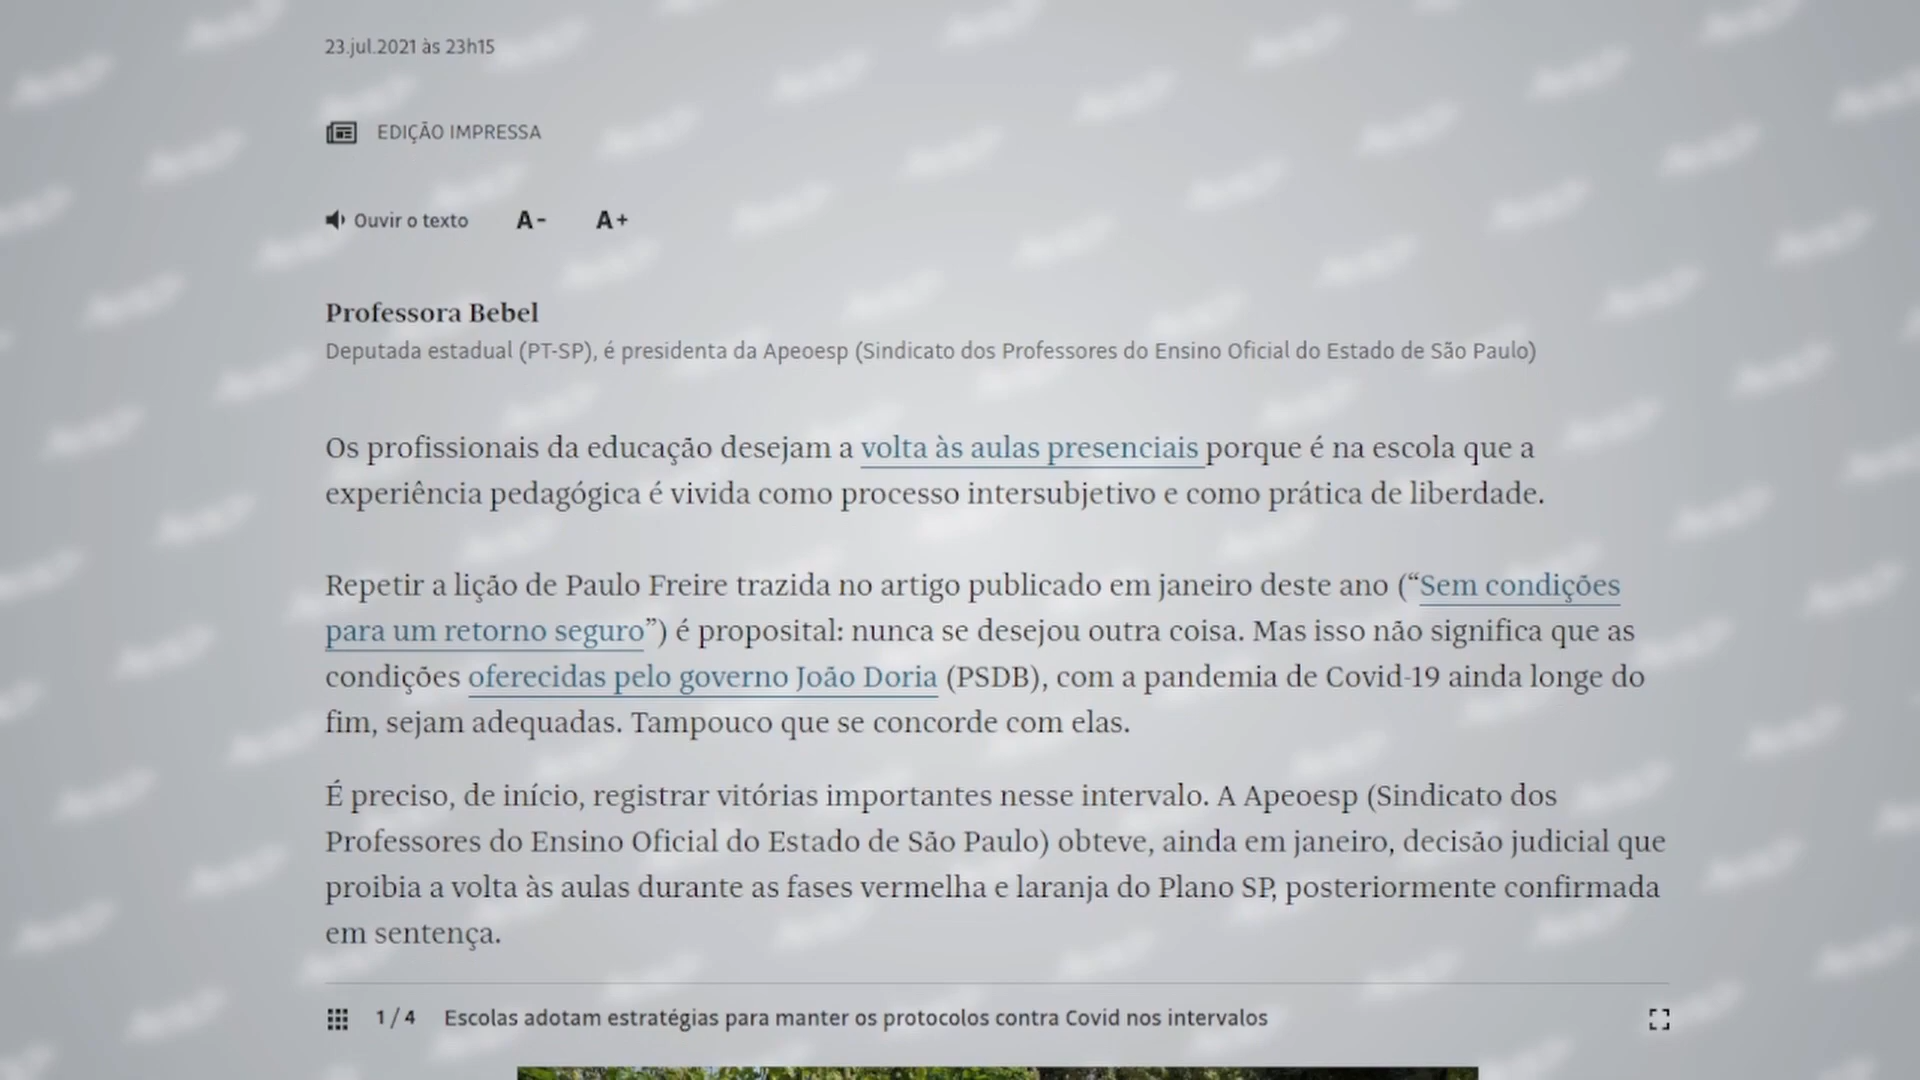 23.jul.2021 às 23h15
EDIÇÃO IMPRESSA
Ouvir o texto A- A+
Professora Bebel
Deputada estadual (PT-SP), é presidenta da Apeoesp (Sindicato dos Professores do Ensino Oficial do Estado de São Paulo)
Os profissionais da educação desejam a volta às aulas presenciais porque é na escola que a
experiência pedagógica é vivida como processo intersubjetivo e como prática de liberdade.
Repetir a lição de Paulo Freire trazida no artigo publicado em janeiro deste ano (“Sem condições
para um retorno seguro”) é proposital: nunca se desejou outra coisa. Mas isso não significa que as
condições oferecidas pelo governo João Doria (PSDB), com a pandemia de Covid-19 ainda longe do
fim, sejam adequadas. Tampouco que se concorde com elas.
É preciso, de início, registrar vitórias importantes nesse intervalo. A Apeoesp (Sindicato dos
Professores do Ensino Oficial do Estado de São Paulo) obteve, ainda em janeiro, decisão judicial que
proibia a volta às aulas durante as fases vermelha e laranja do Plano SP, posteriormente confirmada
em sentença.
1 / 4 Escolas adotam estratégias para manter os protocolos contra Covid nos intervalos